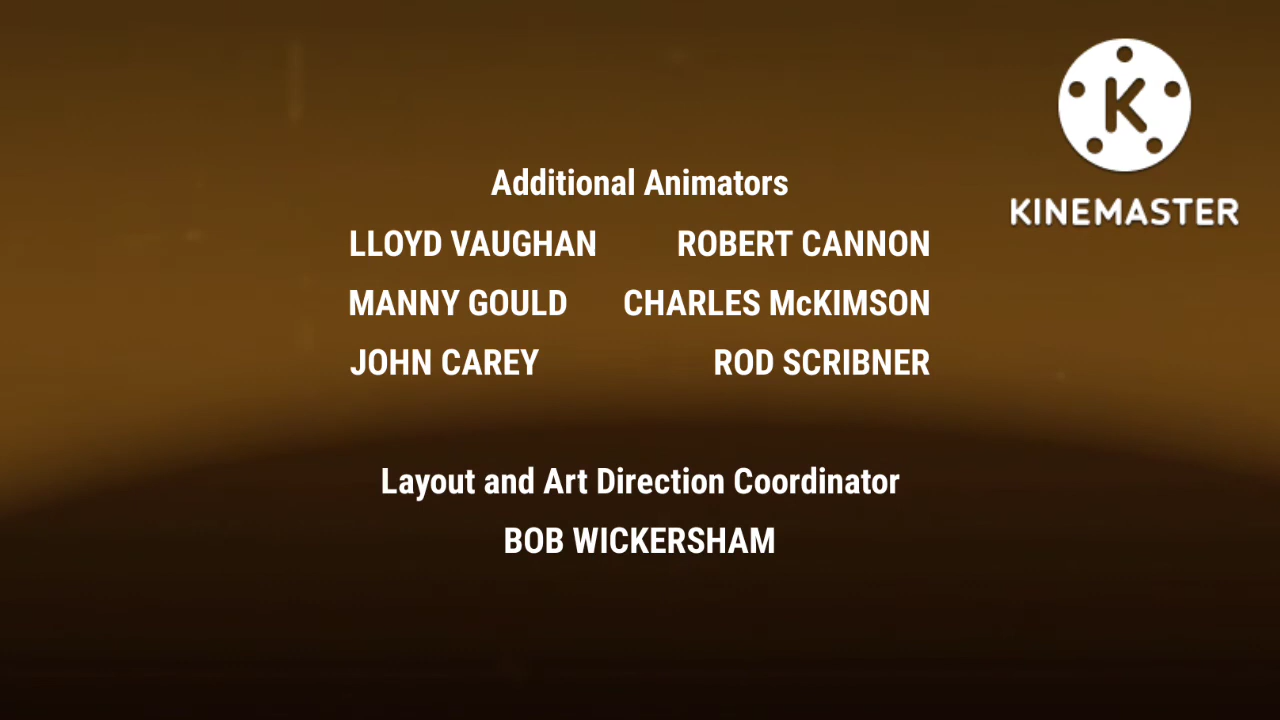 Additional Animators
LLOYD VAUGHAN ROBERT CANNON
MANNY GOULD CHARLES McKIMSON
JOHN CAREY ROD SCRIBNER
Layout and Art Direction Coordinator
BOB WICKERSHAM
K
KINEMASTER